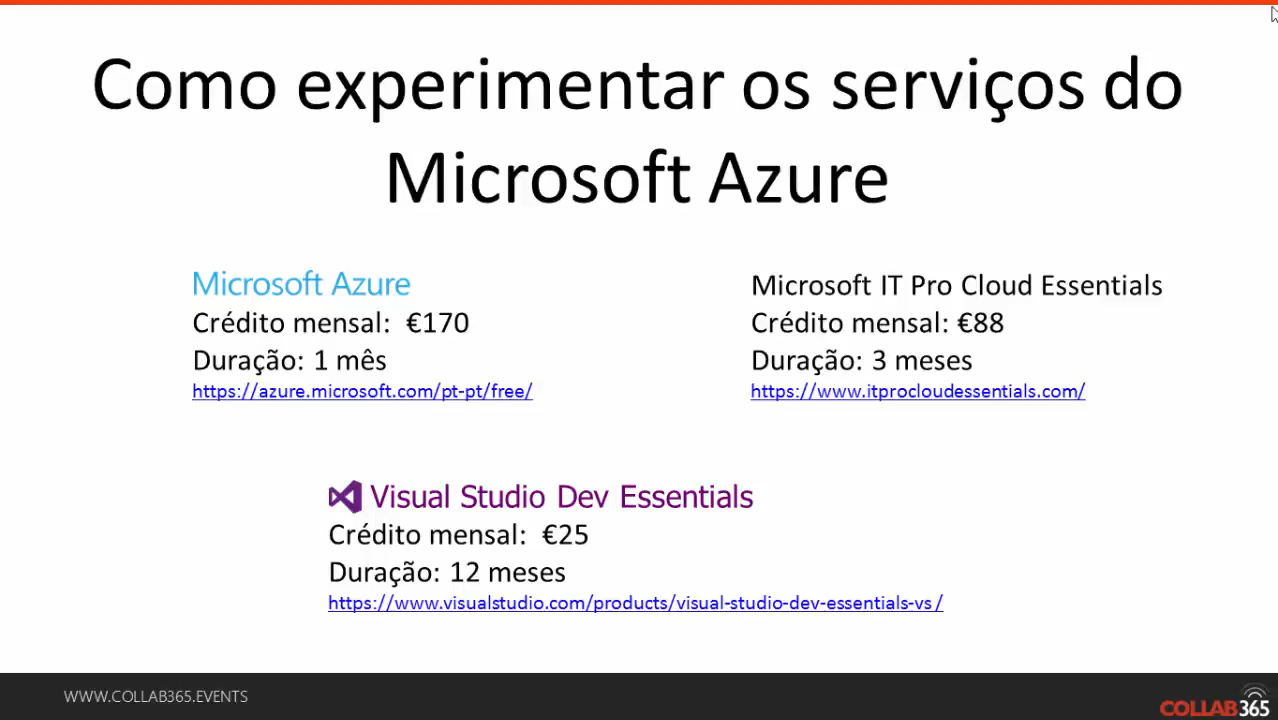 Como experimentar os serviços do
Microsoft Azure
Microsoft Azure
Crédito mensal: €170
Duração: 1 mês
https://azure.microsoft.com/pt-pt/free/
Microsoft IT Pro Cloud Essentials
Crédito mensal: €88
Duração: 3 meses
https://www.itprocloudessentials.com/
Visual Studio Dev Essentials
Crédito mensal: €25
Duração: 12 meses
https://www.visualstudio.com/products/visual-studio-dev-essentials-vs/
WWW.COLLAB365.EVENTS
COLLAB365